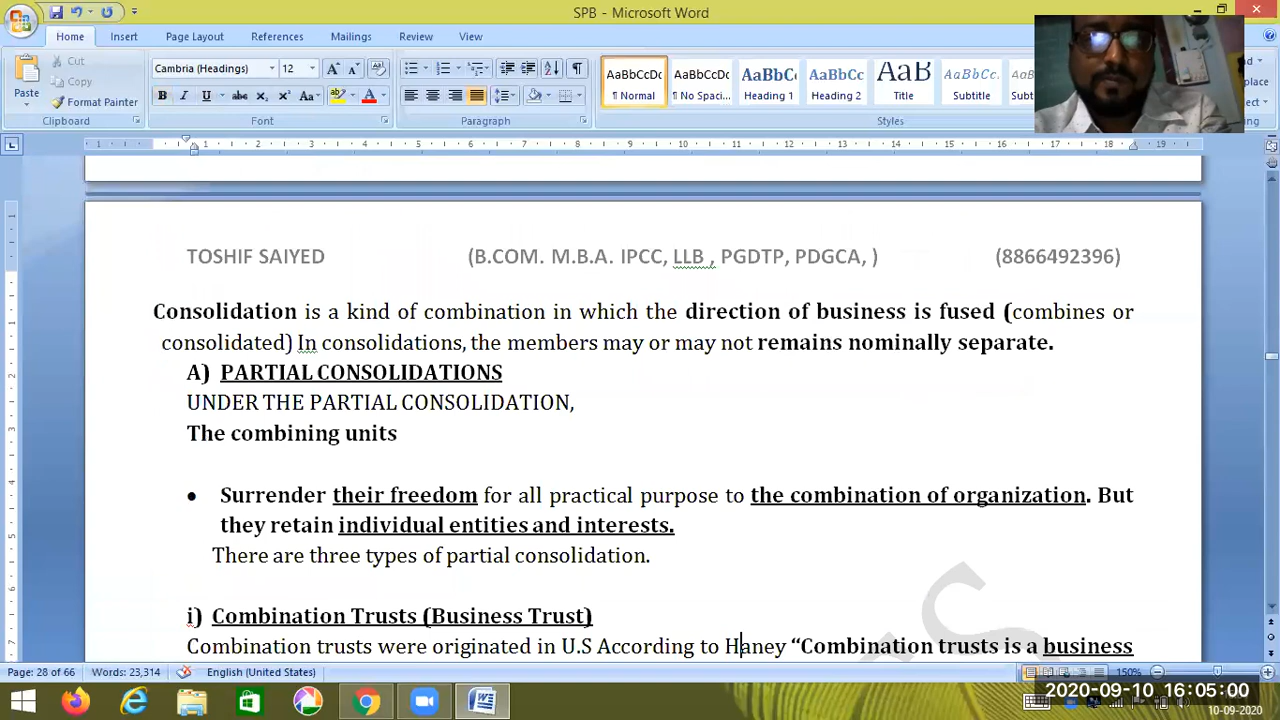 SPB - Microsoft Word
Home Insert Page Layout References Mailings Review View
Paste Cut Copy Format Painter
Clipboard
Cambria (Headings) 12
Font
Paragraph
AaBbCcDc AaBbCcDc AaBbC AaBbCc AaB AaBbCc
¶ Normal ¶ No Spaci... Heading 1 Heading 2 Title Subtitle
Styles
TOSHIF SAIYED (B.COM. M.B.A. IPCC, LLB , PGDTP, PDGCA, ) (8866492396)
Consolidation is a kind of combination in which the direction of business is fused (combines or
consolidated) In consolidations, the members may or may not remains nominally separate.
A) PARTIAL CONSOLIDATIONS
UNDER THE PARTIAL CONSOLIDATION,
The combining units
• Surrender their freedom for all practical purpose to the combination of organization. But
they retain individual entities and interests.
There are three types of partial consolidation.
i) Combination Trusts (Business Trust)
Combination trusts were originated in U.S According to Haney “Combination trusts is a business
Page: 28 of 66 Words: 23,314 English (United States) 150%
2020-09-10 16:05:00
10-09-2020